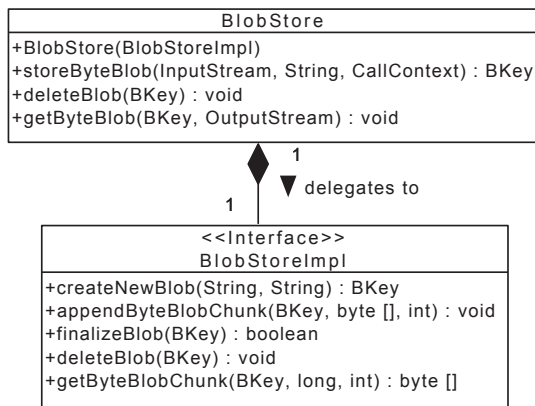 BlobStore
+BlobStore(BlobStoreImpl)
+storeByteBlob(InputStream, String, CallContext) : BKey
+deleteBlob(BKey) : void
+getByteBlob(BKey, OutputStream) : void
1
delegates to
1
<<Interface>>
BlobStoreImpl
+createNewBlob(String, String) : BKey
+appendByteBlobChunk(BKey, byte [], int) : void
+finalizeBlob(BKey) : boolean
+deleteBlob(BKey) : void
+getByteBlobChunk(BKey, long, int) : byte []